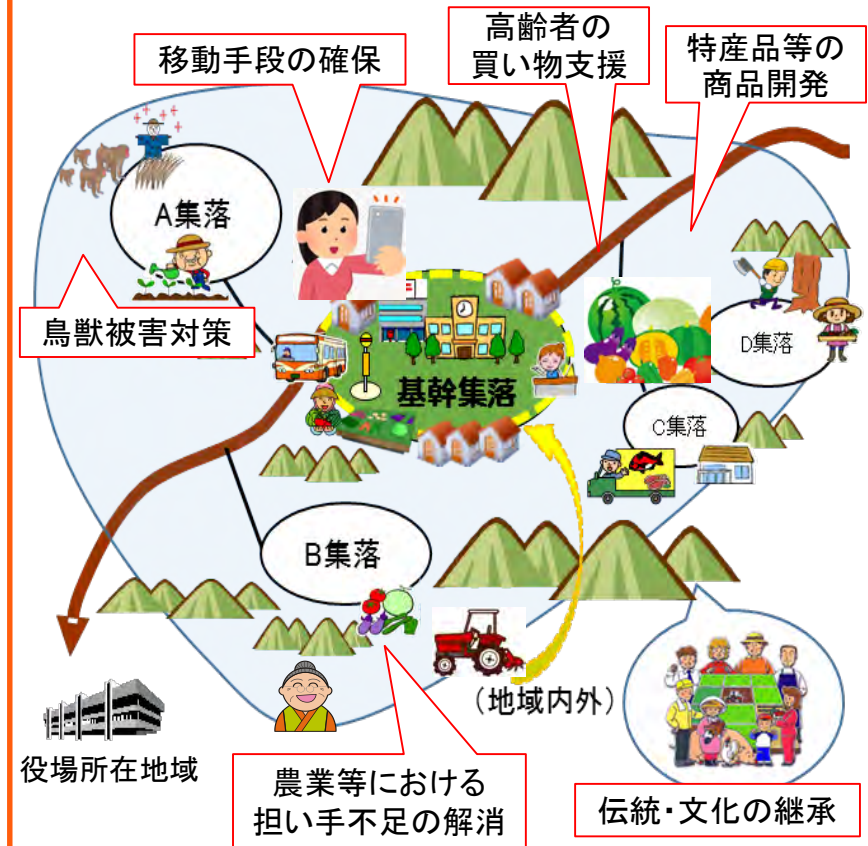 移動手段の確保
高齢者の
買い物支援
特産品等の
商品開発
A集落
鳥獣被害対策
基幹集落
D集落
C集落
B集落
(地域内外)
役場所在地域
農業等における
担い手不足の解消
伝統・文化の継承